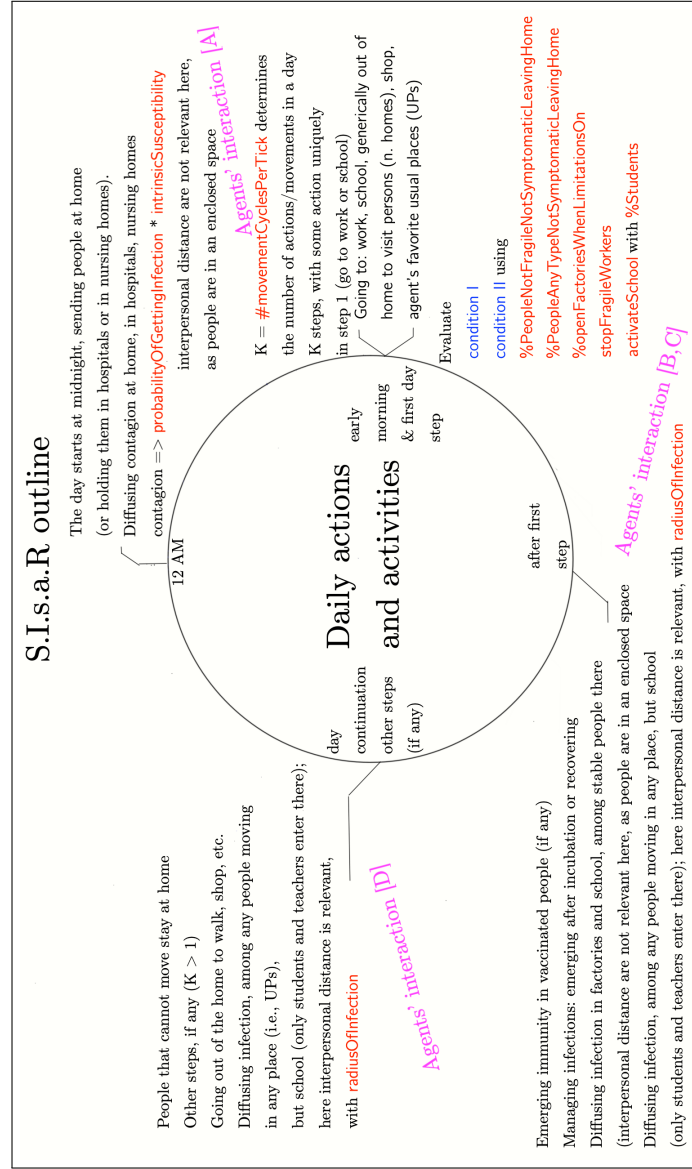 S.I.s.a.R outline
The day starts at midnight, sending people at home
(or holding them in hospitals or in nursing homes).
Diffusing contagion at home, in hospitals, nursing homes
contagion => probabilityOfGettingInfection * intrinsicSusceptibility
interpersonal distance are not relevant here,
as people are in an enclosed space
Agents' interaction [A]
12 AM
K = #movementCyclesPerTick determines
the number of actions/movements in a day
K steps, with some action uniquely
in step 1 (go to work or school)
Going to: work, school, generically out of
home to visit persons (n. homes), shop,
agent's favorite usual places (UPs)
early
morning
& first day
step
Evaluate
condition I
condition II using
%PeopleNotFragileNotSymptomaticLeavingHome
%PeopleAnyTypeNotSymptomaticLeavingHome
%openFactoriesWhenLimitationsOn
stopFragileWorkers
activateSchool with %Students
Daily actions
and activities
after first
step
Agents' interaction [B,C]
Emerging immunity in vaccinated people (if any)
Managing infections: emerging after incubation or recovering
Diffusing infection in factories and school, among stable people there
(interpersonal distance are not relevant here, as people are in an enclosed space
Diffusing infection, among any people moving in any place, but school
(only students and teachers enter there); here interpersonal distance is relevant, with radiusOfInfection
day
continuation
other steps
(if any)
People that cannot move stay at home
Other steps, if any (K > 1)
Going out of the home to walk, shop, etc.
Diffusing infection, among any people moving
in any place (i.e., UPs),
but school (only students and teachers enter there);
here interpersonal distance is relevant,
with radiusOfInfection
Agents' interaction [D]